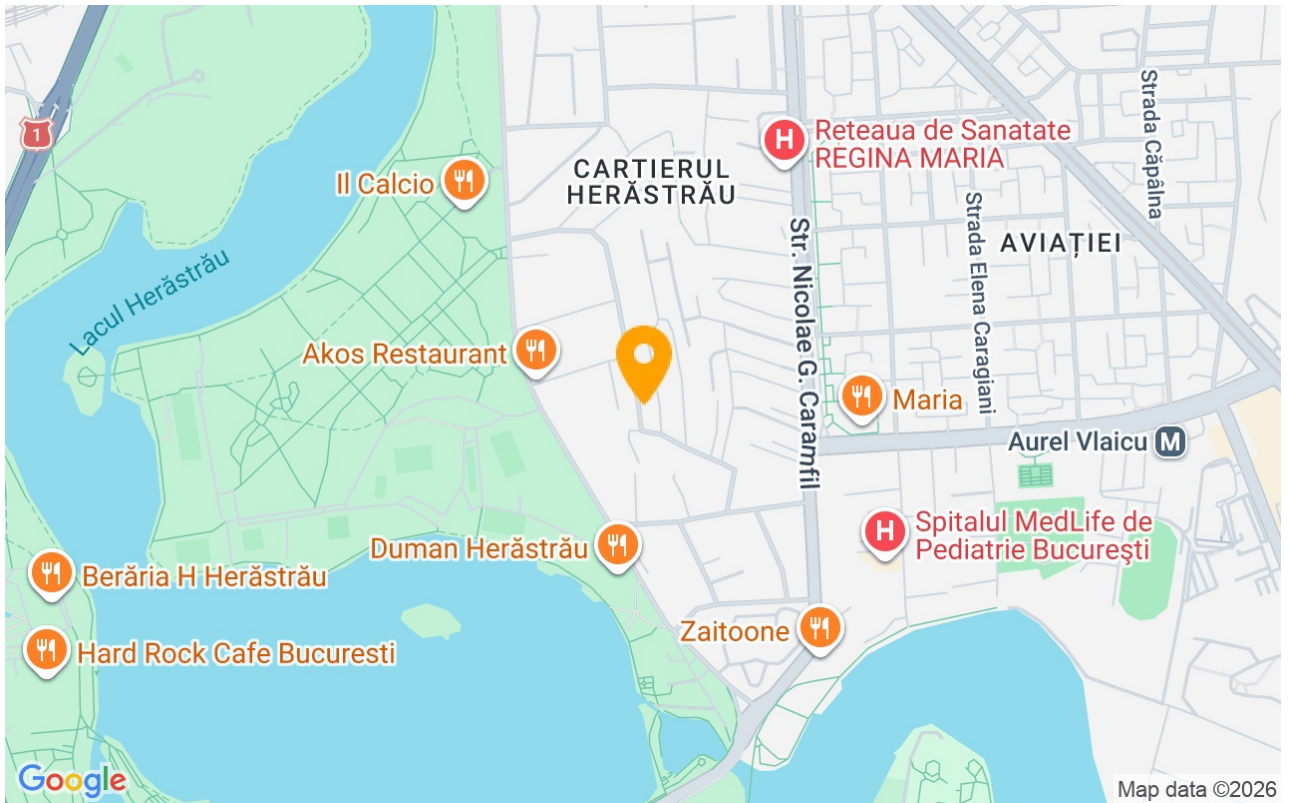 Strada Căpâlna
1
Reteaua de Sanatate
REGINA MARIA
H
CARTIERUL
HERĂSTRĂU
Il Calcio
Strada Elena Caragiani
AVIAȚIEI
Str. Nicolae G. Caramfil
Lacul Herăstrău
Akos Restaurant
Maria
Aurel Vlaicu M
H
Spitalul MedLife de
Pediatrie Bucureşti
Duman Herăstrău
Berăria H Herăstrău
Zaitoone
Hard Rock Cafe Bucuresti
Google
Map data ©2026